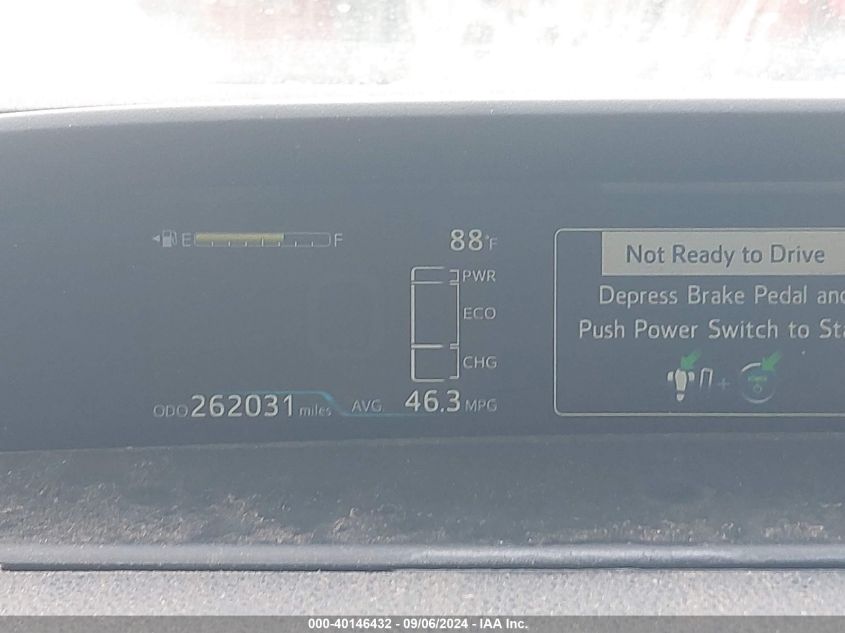 E F 88°F
Not Ready to Drive
PWR
Depress Brake Pedal and
ECO
Push Power Switch to
CHG
POWER
ODO 262031 miles AVG. 46.3 MPG
000-40146432 - 09/06/2024 - IAA Inc.